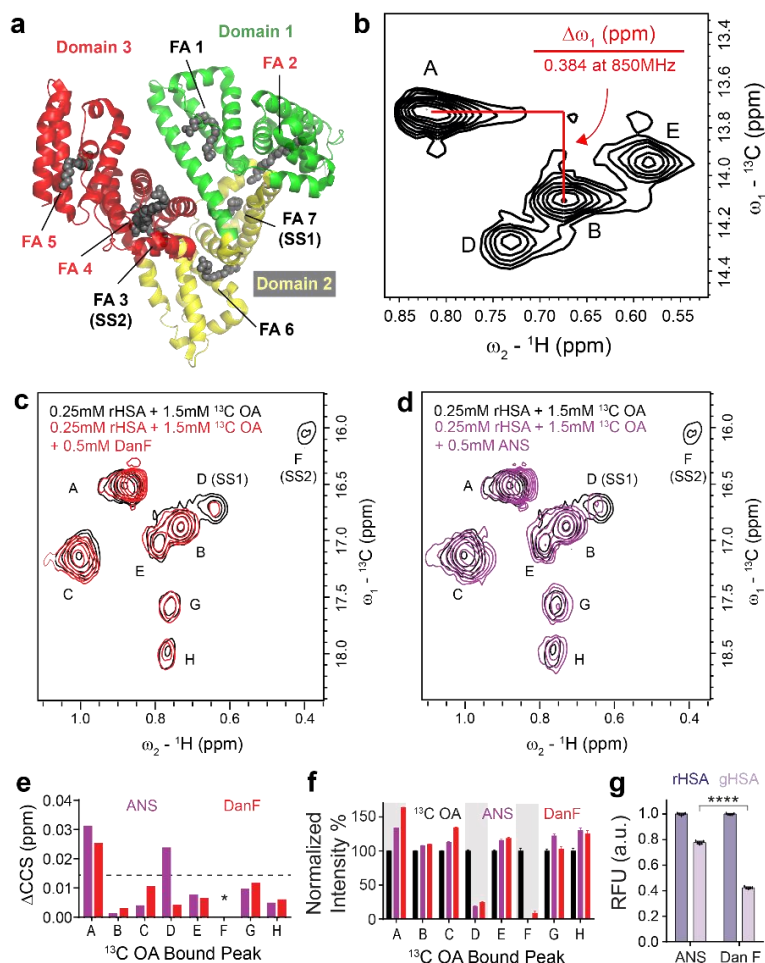 a
Domain 3
FA 1
Domain 1
FA 2
FA 5
FA 4
FA 3
(SS2)
FA 7
(SS1)
Domain 2
FA 6
b
Δω₁ (ppm)
0.384 at 850MHz
A
E
B
D
13.4
13.6
13.8
14.0
14.2
14.4
ω₁ - ¹³C (ppm)
0.85
0.80
0.75
0.70
0.65
0.60
0.55
ω₂ - ¹H (ppm)
c
0.25mM rHSA + 1.5mM ¹³C OA
0.25mM rHSA + 1.5mM ¹³C OA
+ 0.5mM DanF
F
(SS2)
A
D (SS1)
B
E
C
G
H
1.0
0.8
0.6
0.4
ω₂ - ¹H (ppm)
16.0
16.5
17.0
17.5
18.0
ω₁ - ¹³C (ppm)
d
0.25mM rHSA + 1.5mM ¹³C OA
0.25mM rHSA + 1.5mM ¹³C OA
+ 0.5mM ANS
F
(SS2)
A
D (SS1)
B
E
C
G
H
1.0
0.8
0.6
0.4
ω₂ - ¹H (ppm)
16.0
16.5
17.0
17.5
18.5
ω₁ - ¹³C (ppm)
e
ANS
DanF
0.04
0.03
0.02
0.01
0.00
ΔCCS (ppm)
*
A B C D E F G H
¹³C OA Bound Peak
f
¹³C OA
ANS
DanF
150
100
50
0
Normalized
Intensity %
A B C D E F G H
¹³C OA Bound Peak
g
rHSA gHSA
****
1.0
0.8
0.6
0.4
0.2
0.0
RFU (a.u.)
ANS Dan F